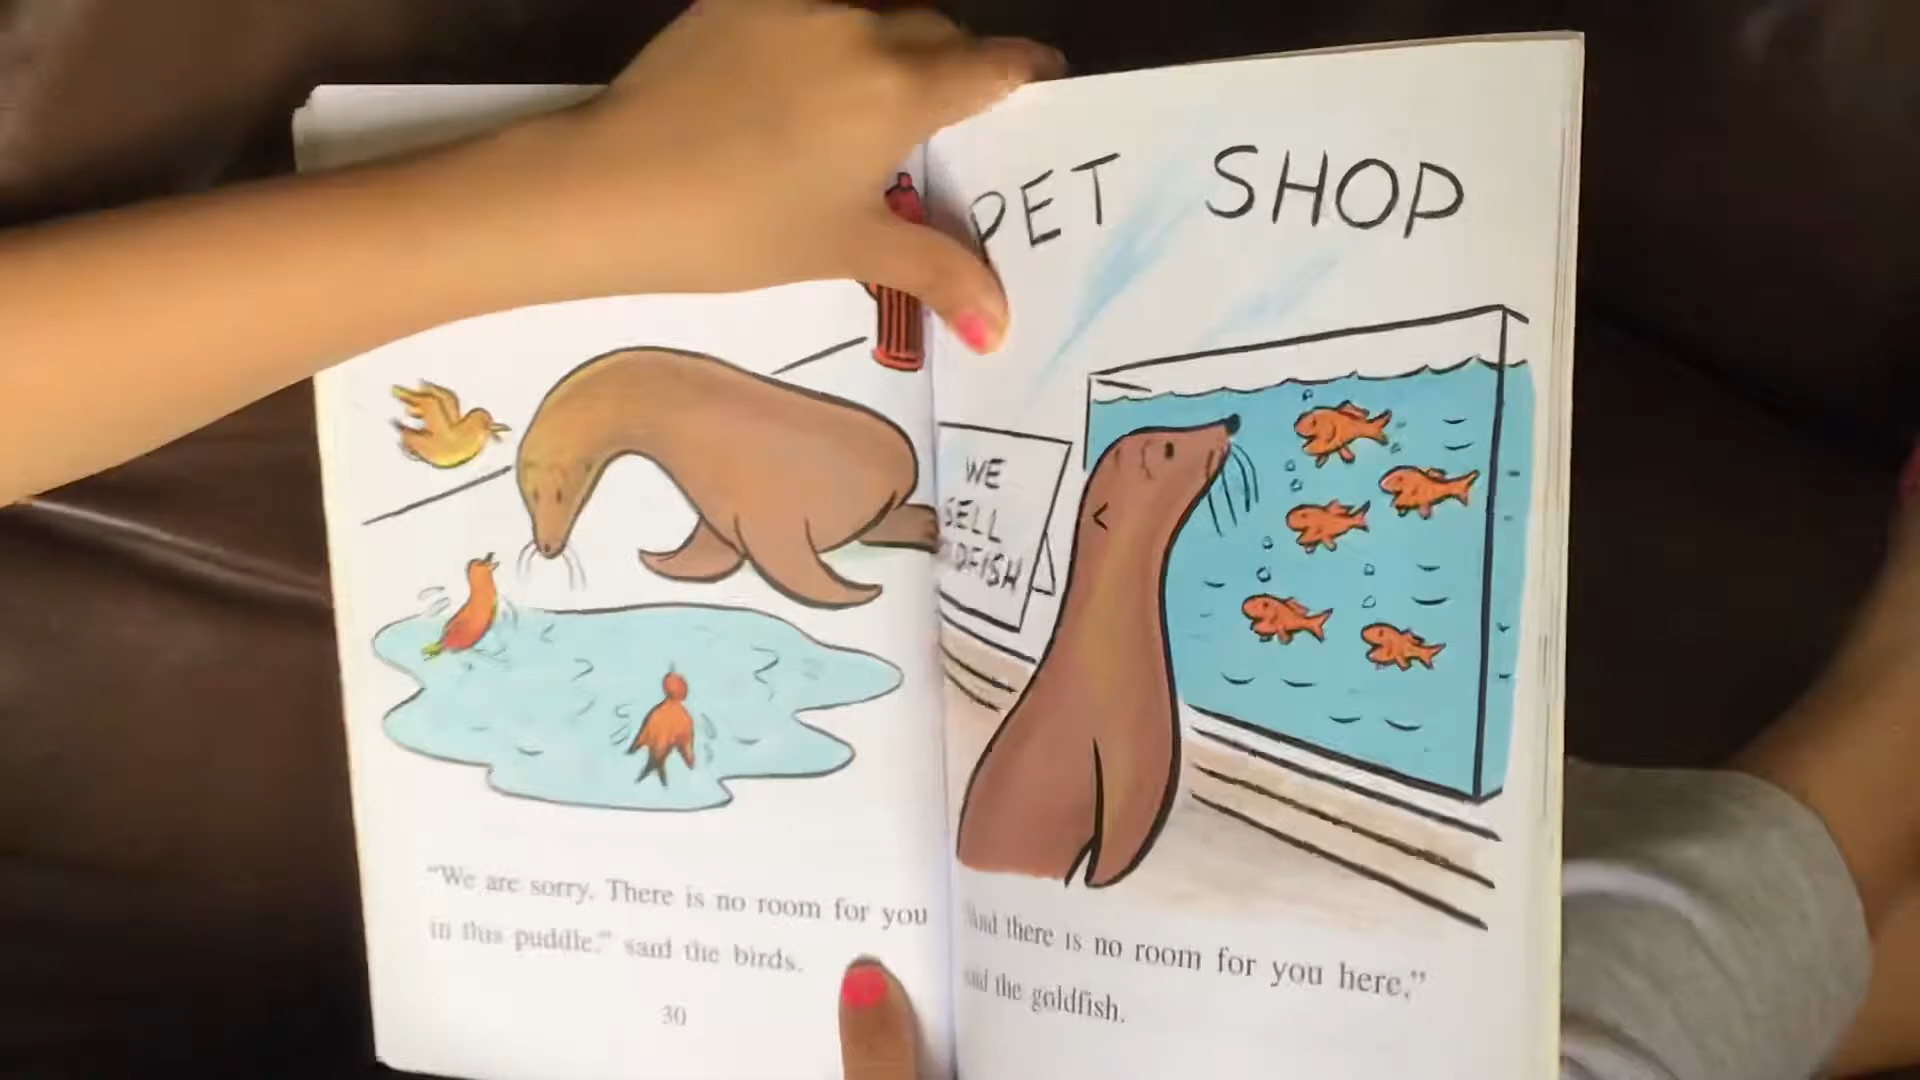 "We are sorry. There is no room for you
in this puddle." said the birds.
30
PET SHOP
WE
SELL
And there is no room for you here."
the goldfish.